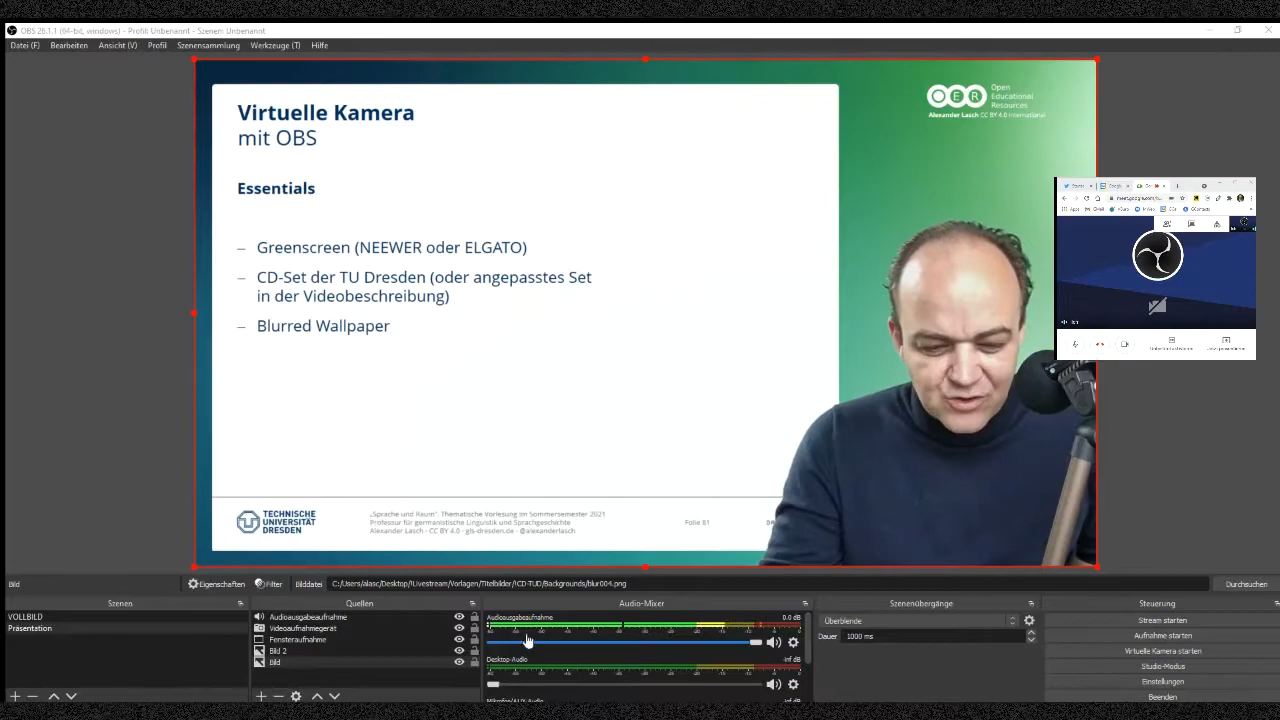 OBS 26.1.1 (64-bit, windows) - Profil: Unbenannt - Szenen: Unbenannt
Datei (F) Bearbeiten Ansicht (V) Profil Szenensammlung Werkzeuge (T) Hilfe
Virtuelle Kamera
mit OBS
Essentials
– Greenscreen (NEEWER oder ELGATO)
– CD-Set der TU Dresden (oder angepasstes Set
in der Videobeschreibung)
– Blurred Wallpaper
OER
Open
Educational
Resources
Alexander Lasch CC BY 4.0 International
TECHNISCHE
UNIVERSITÄT
DRESDEN
„Sprache und Raum“: Thematische Vorlesung im Sommersemester 2021
Professur für germanistische Linguistik und Sprachgeschichte
Alexander Lasch - CC BY 4.0 - gls-dresden.de - @alexanderlasch
Folie 81
Bild
Eigenschaften
Filter
Bilddatei
C:/Users/alasc/Desktop/!Livestream/Vorlagen/Titelbilder/!CD-TUD/Backgrounds/blur004.png
Durchsuchen
Szenen
VOLLBILD
Präsentation
Quellen
Audioausgabeaufnahme
Videoaufnahmegerät
Fensteraufnahme
Bild 2
Bild
Audio-Mixer
Audioausgabeaufnahme 0.0 dB
Desktop-Audio -inf dB
Mikrofon/AUX-Audio -inf dB
Szenenübergänge
Überblende
Dauer 1000 ms
Steuerung
Stream starten
Aufnahme starten
Virtuelle Kamera starten
Studio-Modus
Einstellungen
Beenden